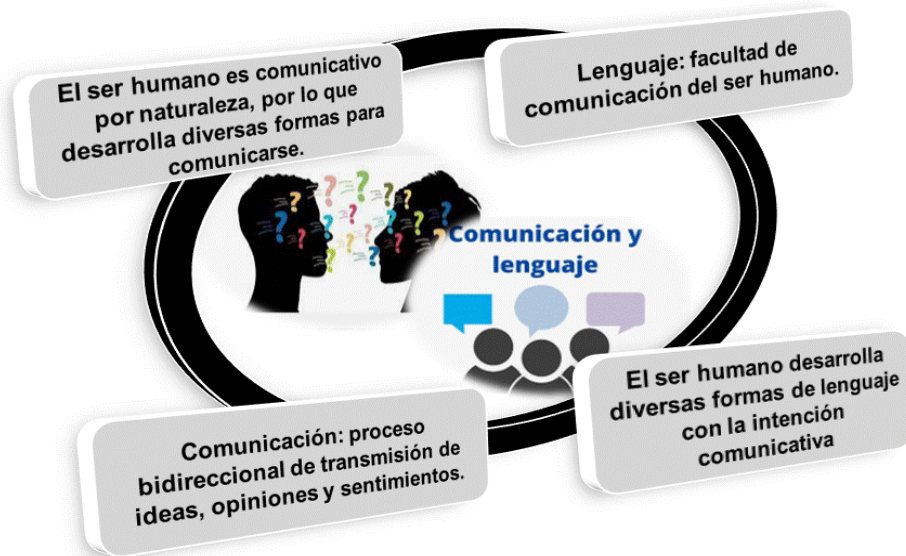 El ser humano es comunicativo
por naturaleza, por lo que
desarrolla diversas formas para
comunicarse.
Lenguaje: facultad de
comunicación del ser humano.
Comunicación y
lenguaje
El ser humano desarrolla
diversas formas de lenguaje
con la intención
comunicativa
Comunicación: proceso
bidireccional de transmisión de
ideas, opiniones y sentimientos.